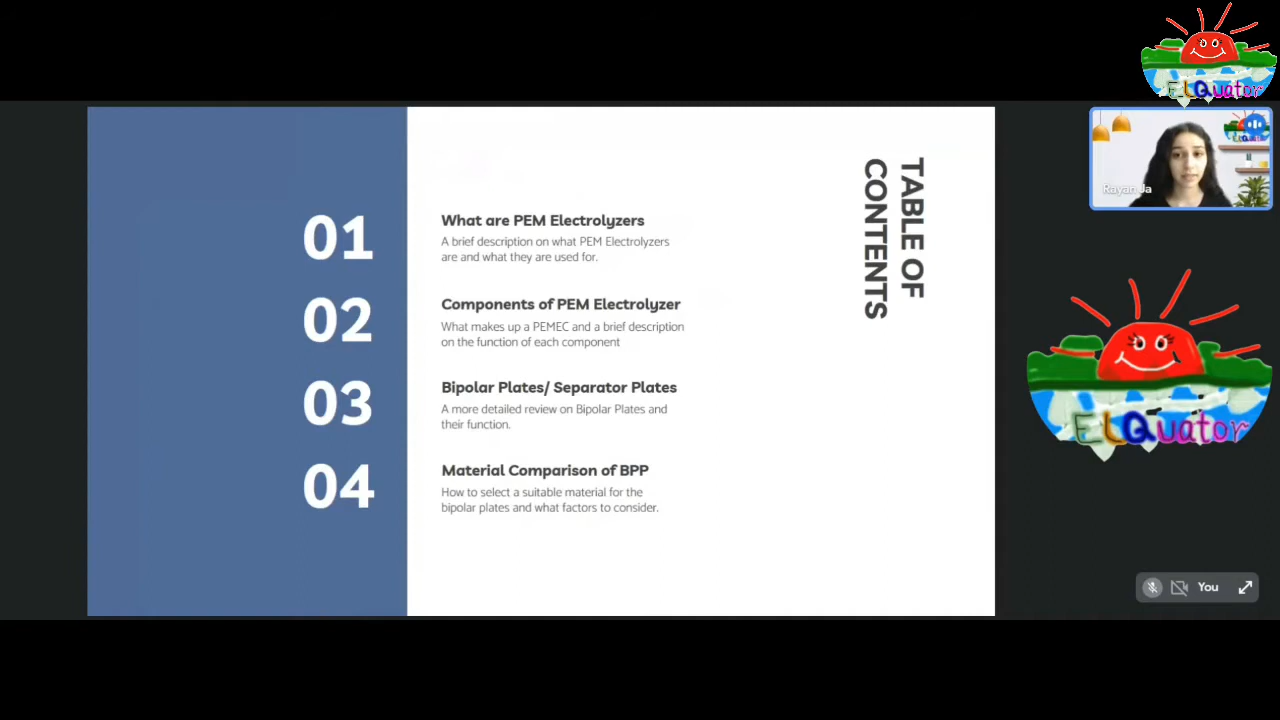 ELQuator
Rayan Ja
TABLE OF
CONTENTS
01
What are PEM Electrolyzers
A brief description on what PEM Electrolyzers
are and what they are used for.
02
Components of PEM Electrolyzer
What makes up a PEMEC and a brief description
on the function of each component
03
Bipolar Plates/ Separator Plates
A more detailed review on Bipolar Plates and
their function.
04
Material Comparison of BPP
How to select a suitable material for the
bipolar plates and what factors to consider.
ELQuator
You